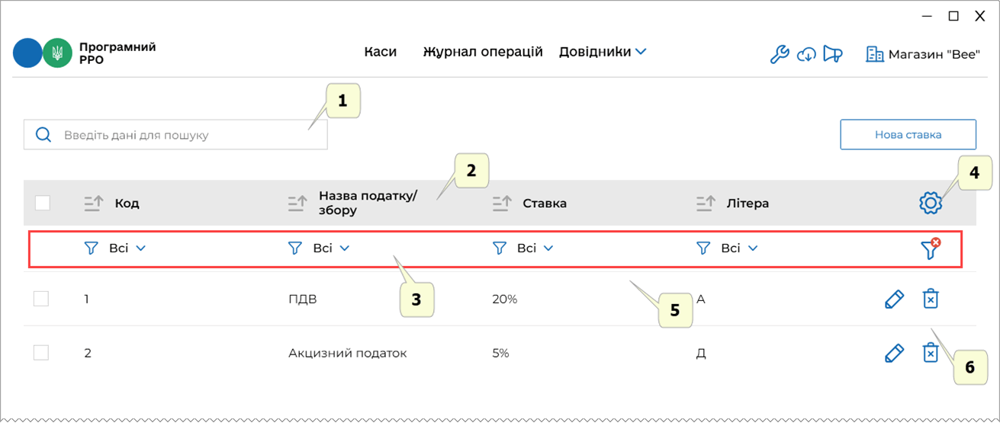 Програмний
РРО
Каси
Журнал операцій
Довідники
Магазин "Bee"
1
Введіть дані для пошуку
Нова ставка
2
4
Код
Назва податку/
збору
Ставка
Літера
Всі
Всі
Всі
Всі
3
5
1
ПДВ
20%
А
2
Акцизний податок
5%
Д
6